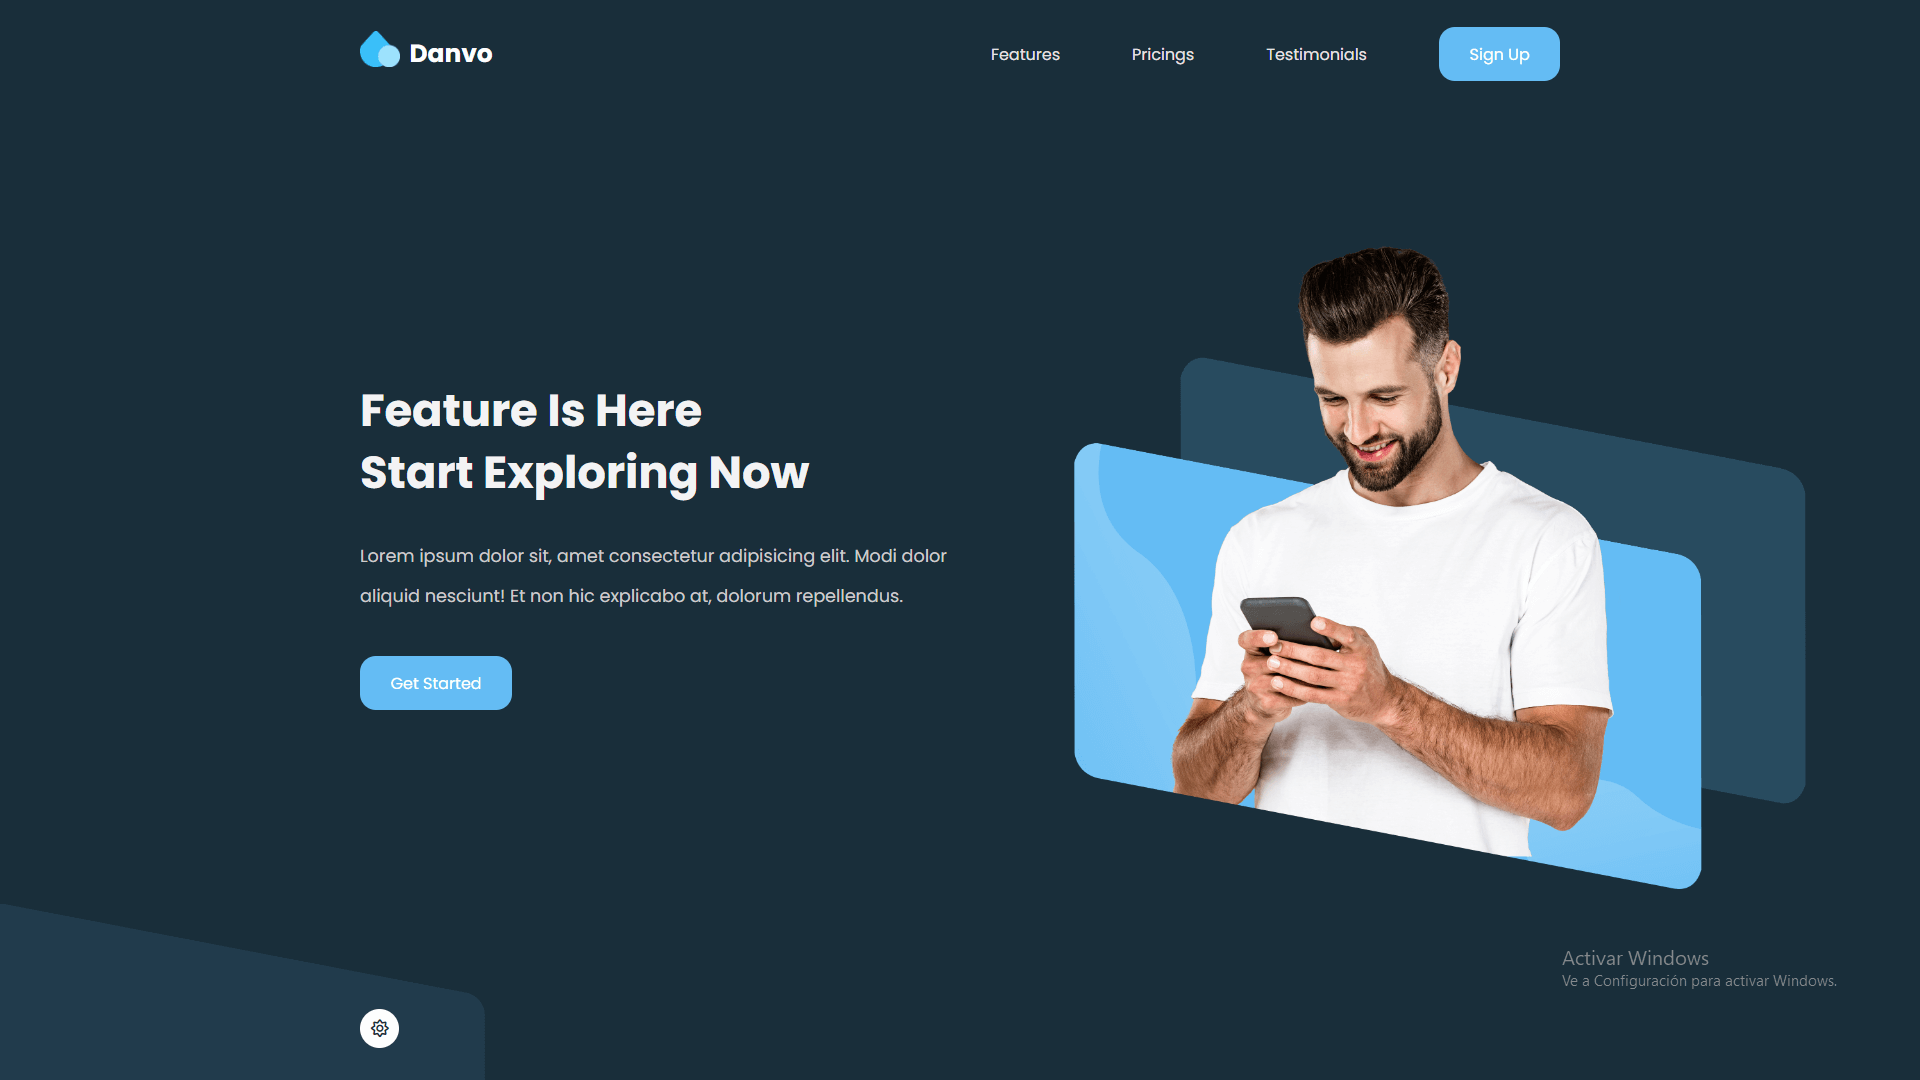 Danvo
Features
Pricings
Testimonials
Sign Up
Feature Is Here
Start Exploring Now
Lorem ipsum dolor sit, amet consectetur adipisicing elit. Modi dolor
aliquid nesciunt! Et non hic explicabo at, dolorum repellendus.
Get Started
Activar Windows
Ve a Configuración para activar Windows.